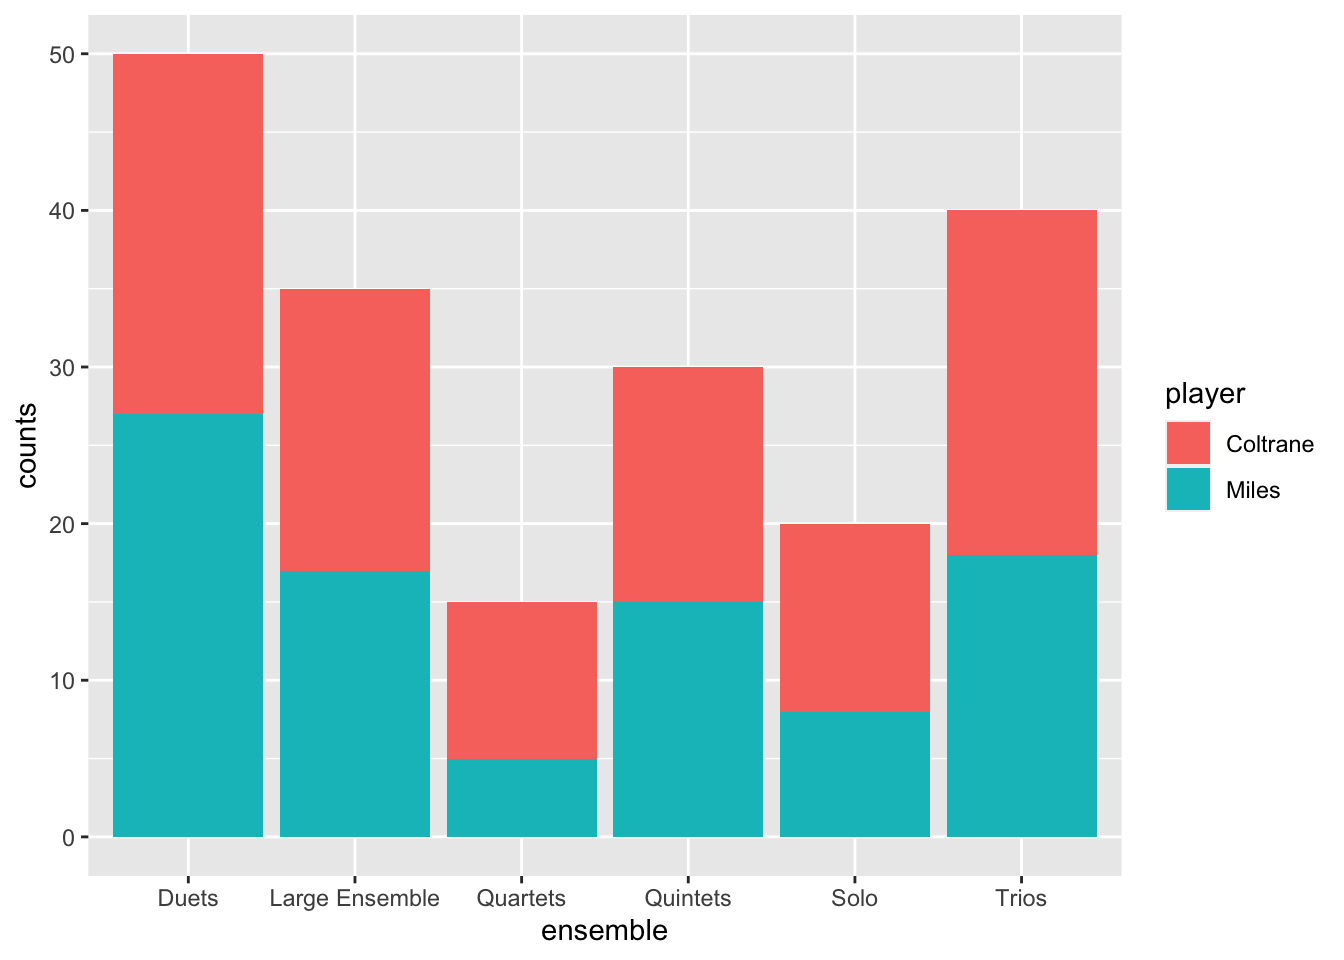 50
40
30
20
10
0
counts
Duets
Large Ensemble
Quartets
Quintets
Solo
Trios
ensemble
player
Coltrane
Miles